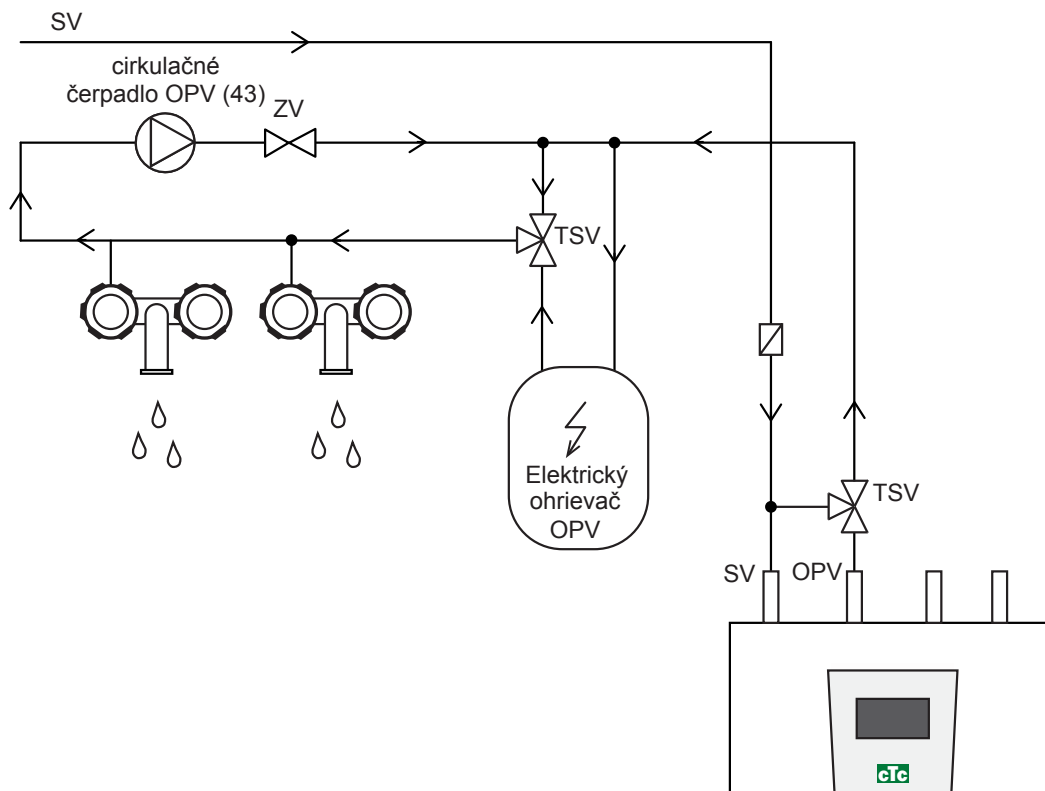 SV
cirkulačné
čerpadlo OPV (43)
ZV
TSV
Elektrický
ohrievač
OPV
TSV
SV
OPV
cTc